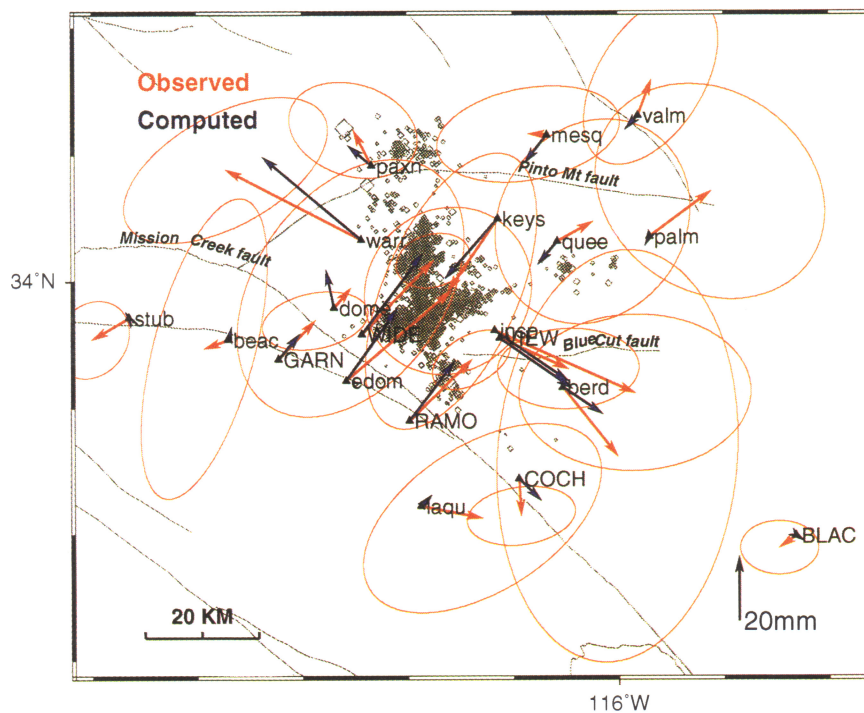 Observed
Computed
valm
mesq
paxn
Pinto Mt fault
keys
warr
quee
palm
Mission Creek fault
34°N
dome
stub
beac
GARN
insp
Blue Cut fault
edom
berd
RAMO
COCH
laqu
BLAC
20 KM
20mm
116°W